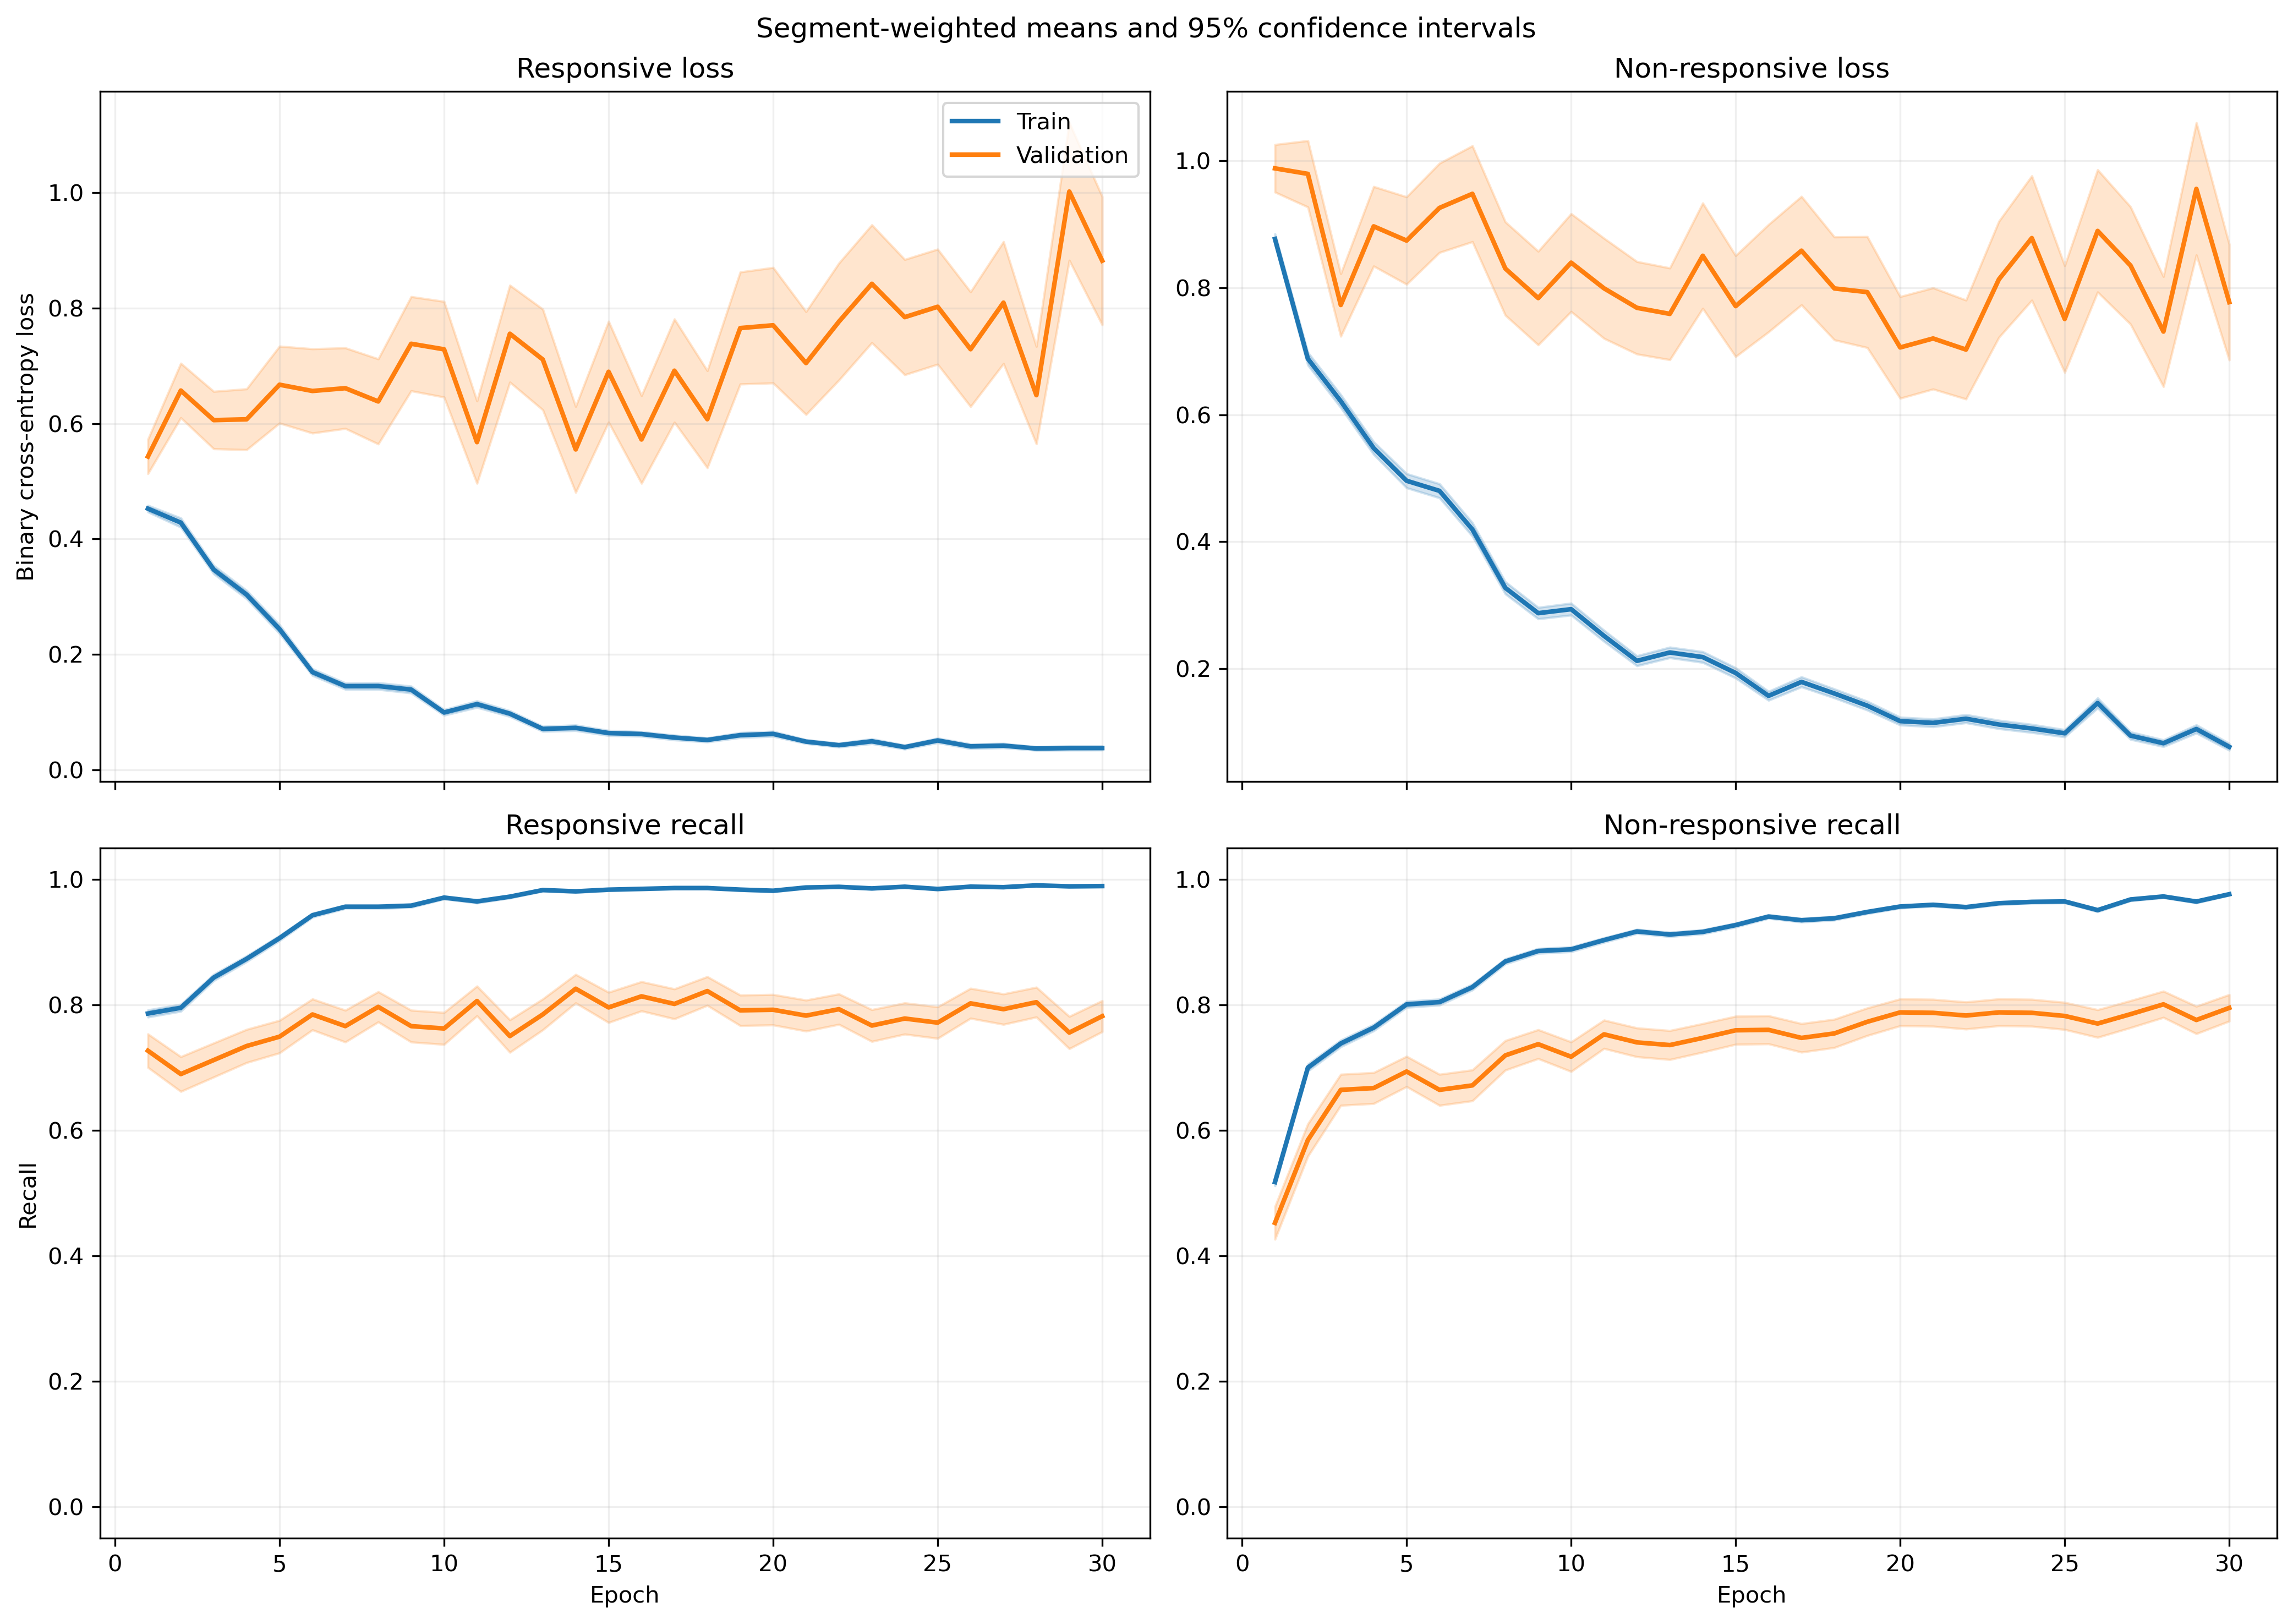 Segment-weighted means and 95% confidence intervals
Responsive loss
Non-responsive loss
Train
Validation
Binary cross-entropy loss
1.0
0.8
0.6
0.4
0.2
0.0
1.0
0.8
0.6
0.4
0.2
Responsive recall
Non-responsive recall
Recall
1.0
0.8
0.6
0.4
0.2
0.0
0 5 10 15 20 25 30
Epoch
1.0
0.8
0.6
0.4
0.2
0.0
0 5 10 15 20 25 30
Epoch